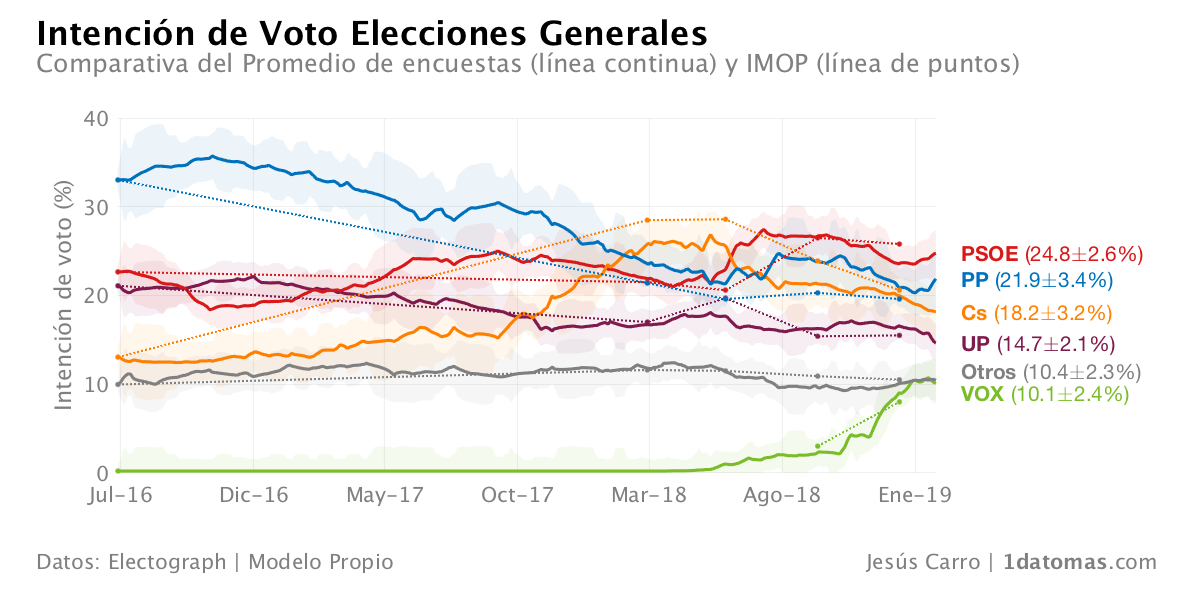 Intención de Voto Elecciones Generales
Comparativa del Promedio de encuestas (línea continua) y IMOP (línea de puntos)
Intención de voto (%)
40
30
20
10
0
Jul-16 Dic-16 May-17 Oct-17 Mar-18 Ago-18 Ene-19
PSOE (24.8±2.6%)
PP (21.9±3.4%)
Cs (18.2±3.2%)
UP (14.7±2.1%)
Otros (10.4±2.3%)
VOX (10.1±2.4%)
Datos: Electograph | Modelo Propio
Jesús Carro | 1datomas.com